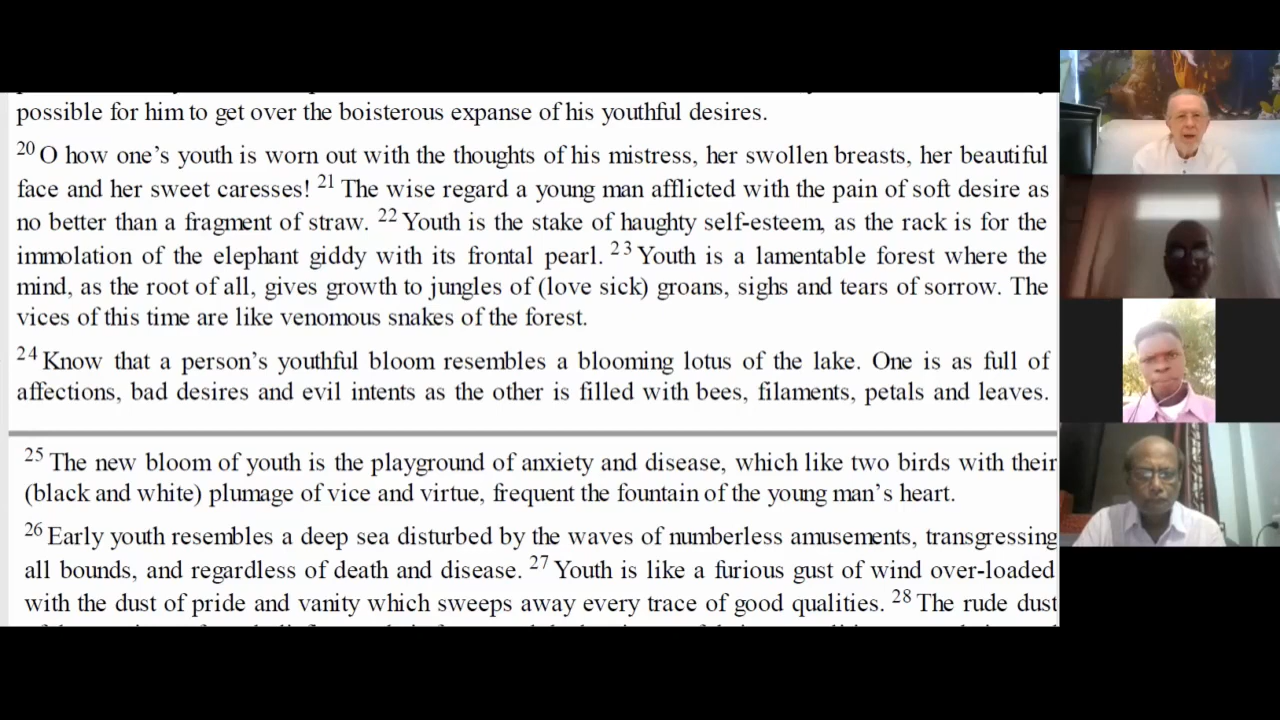 possible for him to get over the boisterous expanse of his youthful desires.
20 O how one’s youth is worn out with the thoughts of his mistress, her swollen breasts, her beautiful
face and her sweet caresses! 21 The wise regard a young man afflicted with the pain of soft desire as
no better than a fragment of straw. 22 Youth is the stake of haughty self-esteem, as the rack is for the
immolation of the elephant giddy with its frontal pearl. 23 Youth is a lamentable forest where the
mind, as the root of all, gives growth to jungles of (love sick) groans, sighs and tears of sorrow. The
vices of this time are like venomous snakes of the forest.
24 Know that a person’s youthful bloom resembles a blooming lotus of the lake. One is as full of
affections, bad desires and evil intents as the other is filled with bees, filaments, petals and leaves.
25 The new bloom of youth is the playground of anxiety and disease, which like two birds with their
(black and white) plumage of vice and virtue, frequent the fountain of the young man’s heart.
26 Early youth resembles a deep sea disturbed by the waves of numberless amusements, transgressing
all bounds, and regardless of death and disease. 27 Youth is like a furious gust of wind over-loaded
with the dust of pride and vanity which sweeps away every trace of good qualities. 28 The rude dust